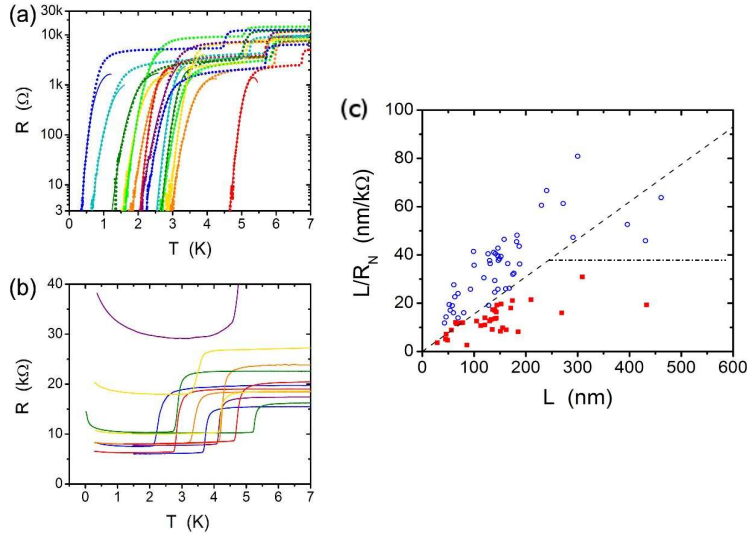 (a)
30k
10k
1k
100
10
3
R (Ω)
0 1 2 3 4 5 6 7
T (K)
(b)
40
30
20
10
0
R (kΩ)
0 1 2 3 4 5 6 7
T (K)
(c)
100
80
60
40
20
0
L/R_N (nm/kΩ)
0 100 200 300 400 500 600
L (nm)